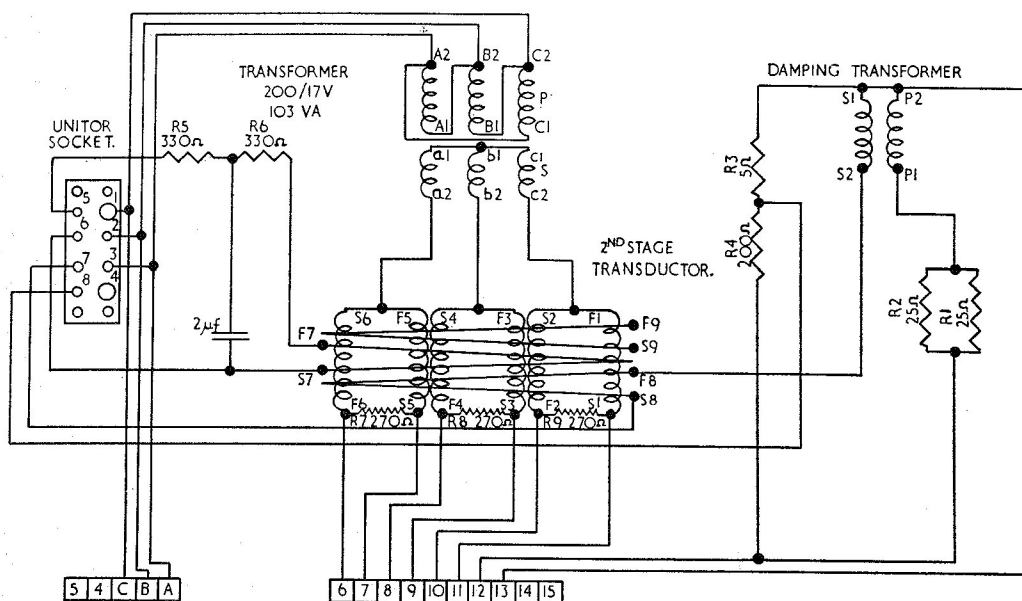 A2 B2 C2
TRANSFORMER
200/17V
103 VA
P
A1 B1 C1
DAMPING TRANSFORMER
S1 P2
UNITOR
SOCKET.
R5
330Ω
R6
330Ω
a1 b1 c1
S
a2 b2 c2
R3
5Ω
S2 P1
5 1
6 2
7 3
8 4
R4
200Ω
2ND STAGE
TRANSDUCTOR.
R2
25Ω
R1
25Ω
2µf
S6 F5 S4 F3 S2 F1
F7 F9
S9
S7 F8
S8
F6 S5 F4 S3 F2 S1
R7 270Ω R8 270Ω R9 270Ω
5 4 C B A
6 7 8 9 10 11 12 13 14 15